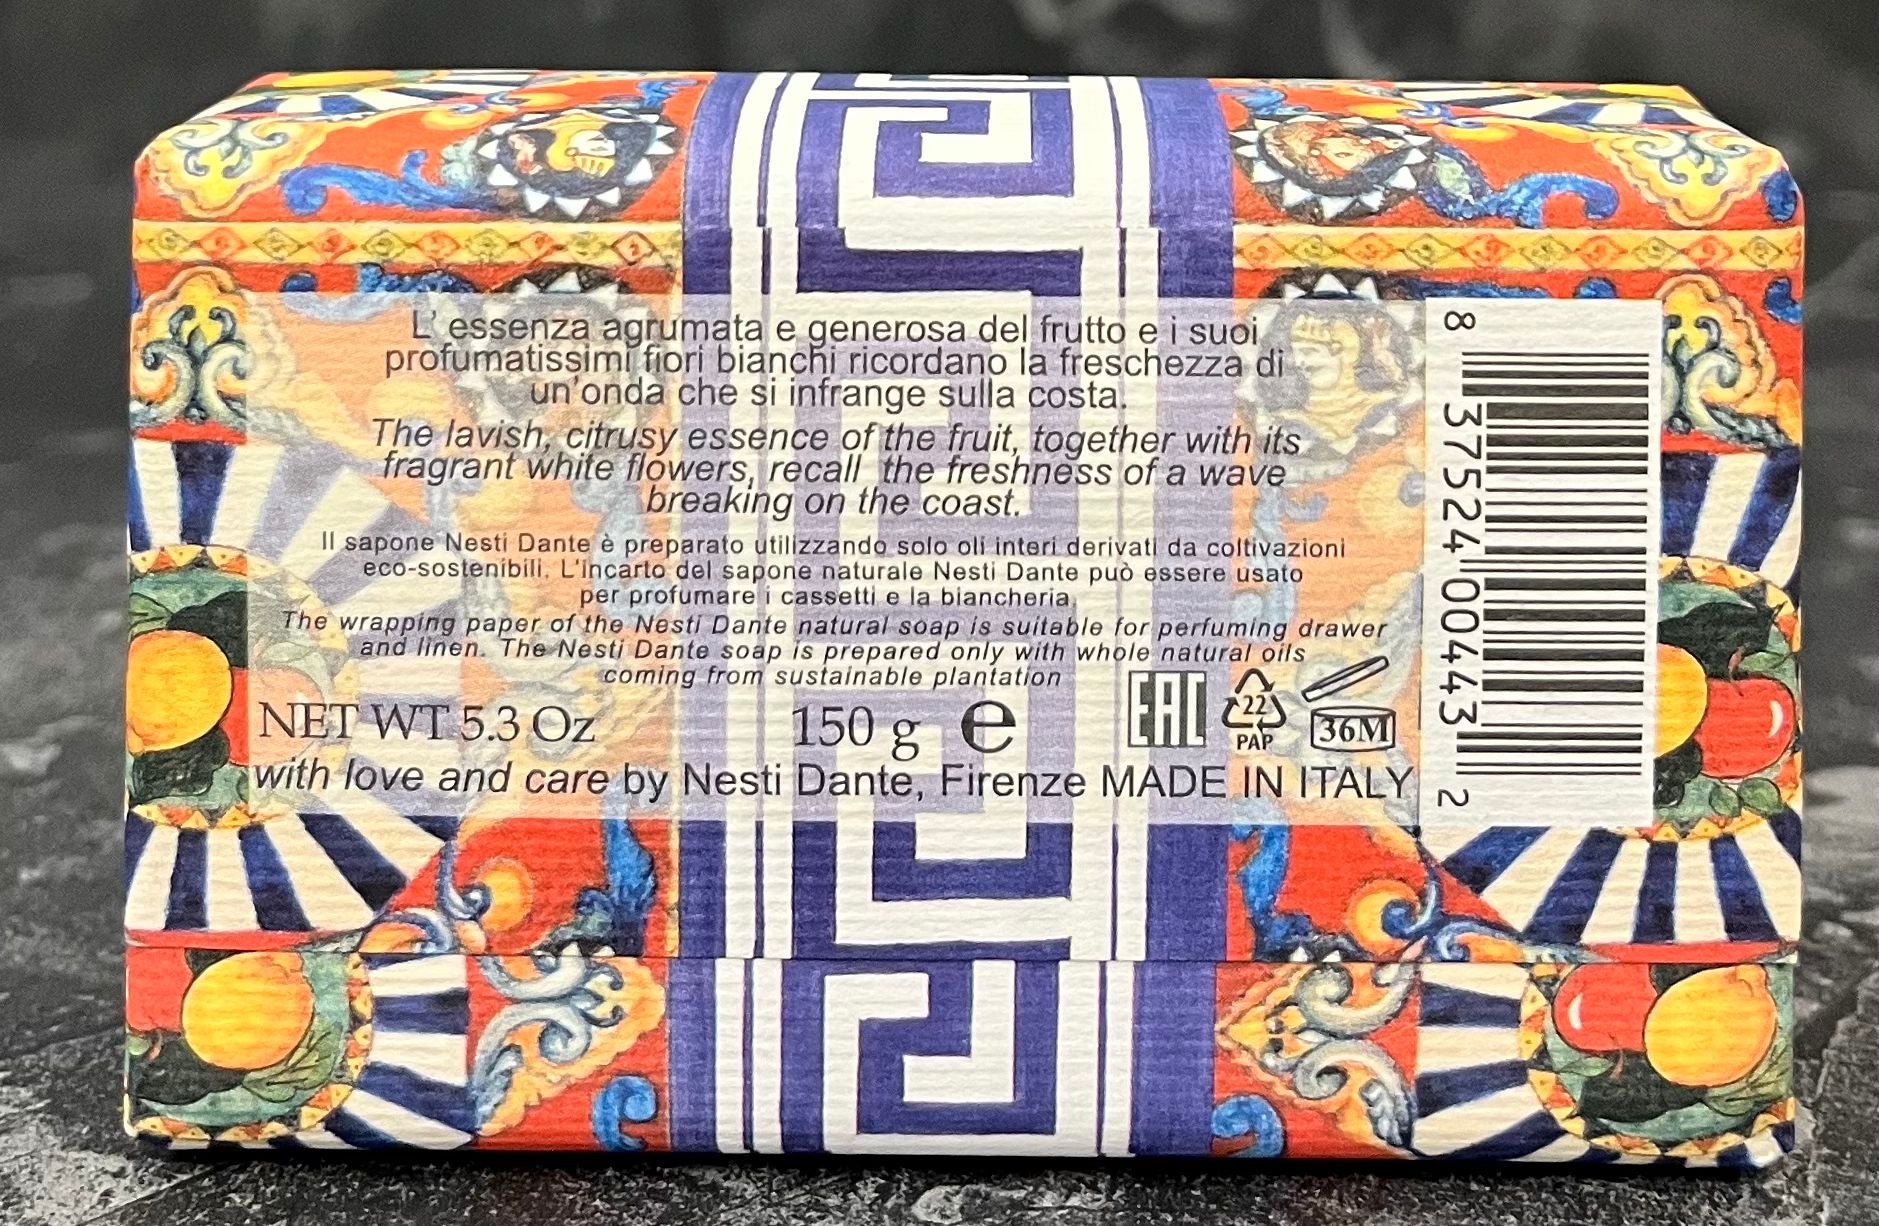 L' essenza agrumata e generosa del frutto e i suoi
profumatissimi fiori bianchi ricordano la freschezza di
un'onda che si infrange sulla costa.
The lavish, citrusy essence of the fruit, together with its
fragrant white flowers, recall the freshness of a wave
breaking on the coast.
Il sapone Nesti Dante è preparato utilizzando solo oli interi derivati da coltivazioni
eco-sostenibili. L'incarto del sapone naturale Nesti Dante può essere usato
per profumare i cassetti e la biancheria
The wrapping paper of the Nesti Dante natural soap is suitable for perfuming drawer
and linen. The Nesti Dante soap is prepared only with whole natural oils
coming from sustainable plantation
NET WT 5.3 Oz 150 g e EAC 22 PAP 36M
with love and care by Nesti Dante, Firenze MADE IN ITALY
8 37524 00443 2